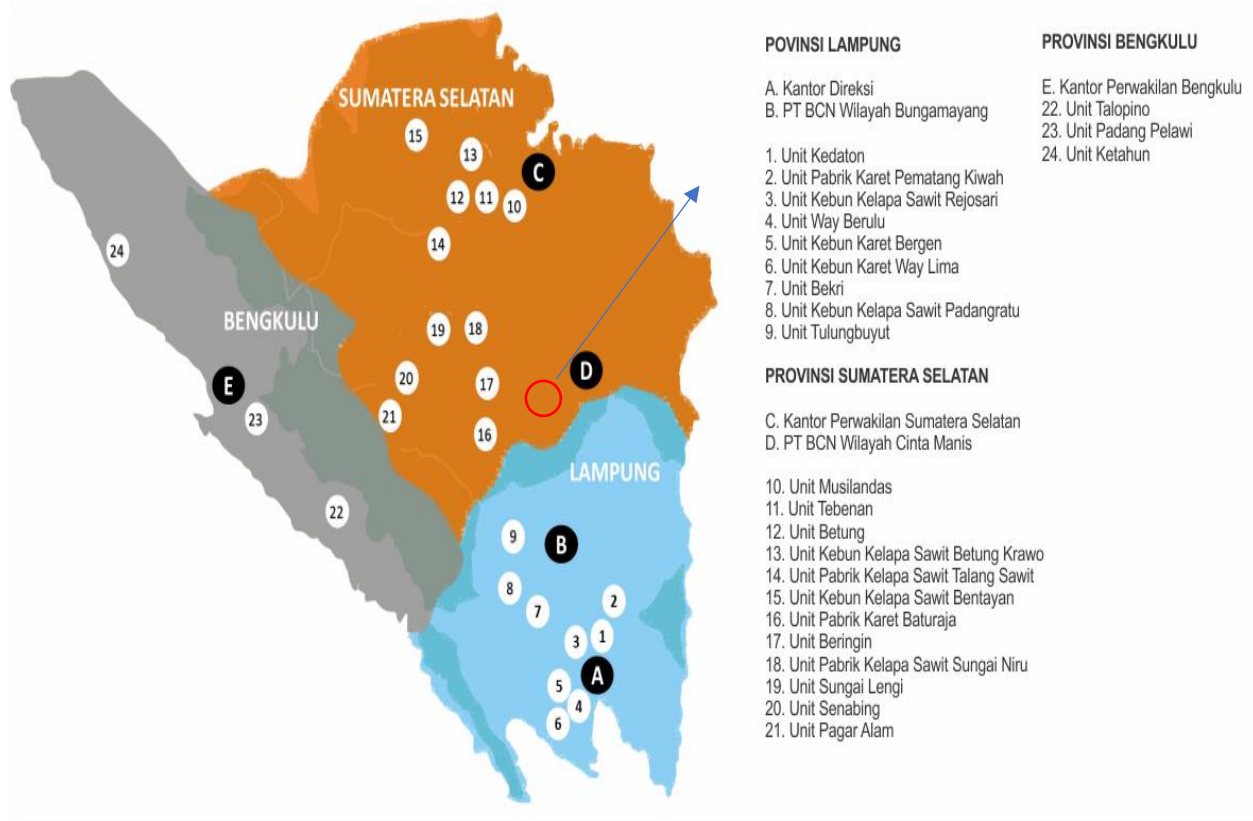 SUMATERA SELATAN
15
13
C
12
11
10
14
24
BENGKULU
19
18
E
20
17
D
23
21
16
LAMPUNG
22
9
B
8
7
2
3
1
A
5
4
6
POVINSI LAMPUNG
A. Kantor Direksi
B. PT BCN Wilayah Bungamayang
1. Unit Kedaton
2. Unit Pabrik Karet Pematang Kiwah
3. Unit Kebun Kelapa Sawit Rejosari
4. Unit Way Berulu
5. Unit Kebun Karet Bergen
6. Unit Kebun Karet Way Lima
7. Unit Bekri
8. Unit Kebun Kelapa Sawit Padangratu
9. Unit Tulungbuyut
PROVINSI SUMATERA SELATAN
C. Kantor Perwakilan Sumatera Selatan
D. PT BCN Wilayah Cinta Manis
10. Unit Musilandas
11. Unit Tebenan
12. Unit Betung
13. Unit Kebun Kelapa Sawit Betung Krawo
14. Unit Pabrik Kelapa Sawit Talang Sawit
15. Unit Kebun Kelapa Sawit Bentayan
16. Unit Pabrik Karet Baturaja
17. Unit Beringin
18. Unit Pabrik Kelapa Sawit Sungai Niru
19. Unit Sungai Lengi
20. Unit Senabing
21. Unit Pagar Alam
PROVINSI BENGKULU
E. Kantor Perwakilan Bengkulu
22. Unit Talopino
23. Unit Padang Pelawi
24. Unit Ketahun